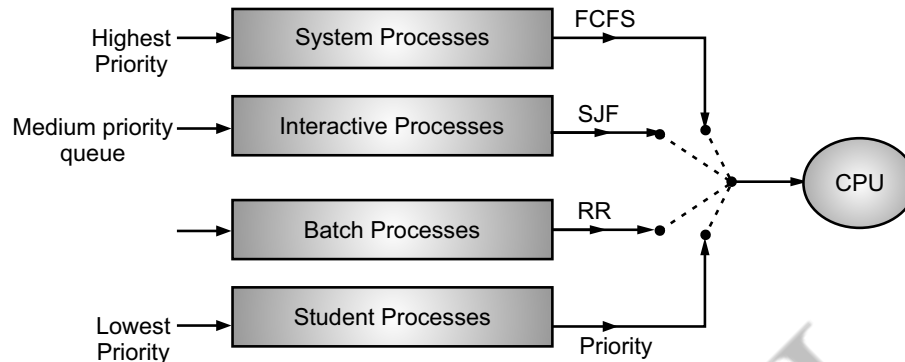 Highest
Priority
System Processes
FCFS
Medium priority
queue
Interactive Processes
SJF
CPU
Batch Processes
RR
Lowest
Priority
Student Processes
Priority